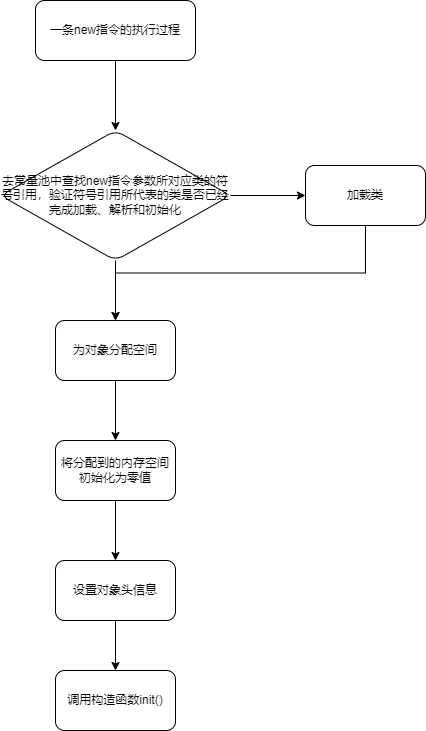 一条new指令的执行过程
去常量池中查找new指令参数所对应类的符
号引用，验证符号引用所代表的类是否已经
完成加载、解析和初始化
加载类
为对象分配空间
将分配到的内存空间
初始化为零值
设置对象头信息
调用构造函数init()